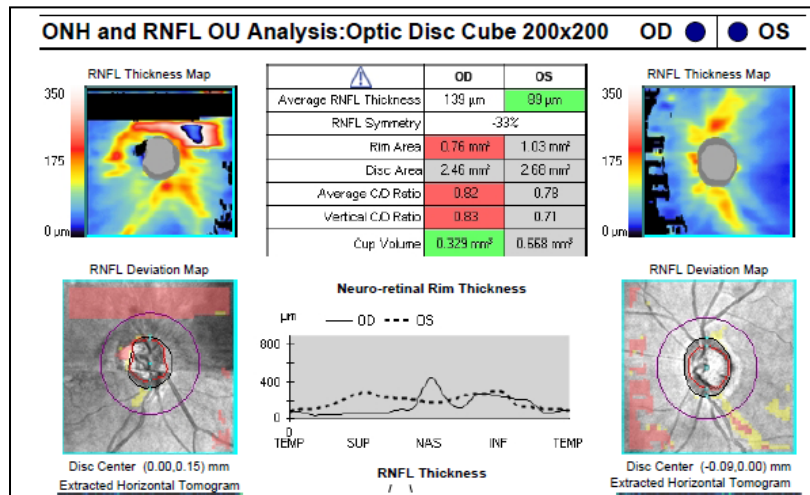 ONH and RNFL OU Analysis:Optic Disc Cube 200x200 OD OS
RNFL Thickness Map
350
175
0 µm
OD OS
Average RNFL Thickness 139 µm 89 µm
RNFL Symmetry -33%
Rim Area 0.76 mm² 1.03 mm²
Disc Area 2.46 mm² 2.68 mm²
Average C/D Ratio 0.82 0.78
Vertical C/D Ratio 0.83 0.71
Cup Volume 0.329 mm³ 0.668 mm³
RNFL Thickness Map
350
175
0 µm
RNFL Deviation Map
Disc Center (0.00,0.15) mm
Extracted Horizontal Tomogram
Neuro-retinal Rim Thickness
µm OD OS
800
400
0
TEMP SUP NAS INF TEMP
RNFL Thickness
RNFL Deviation Map
Disc Center (-0.09,0.00) mm
Extracted Horizontal Tomogram